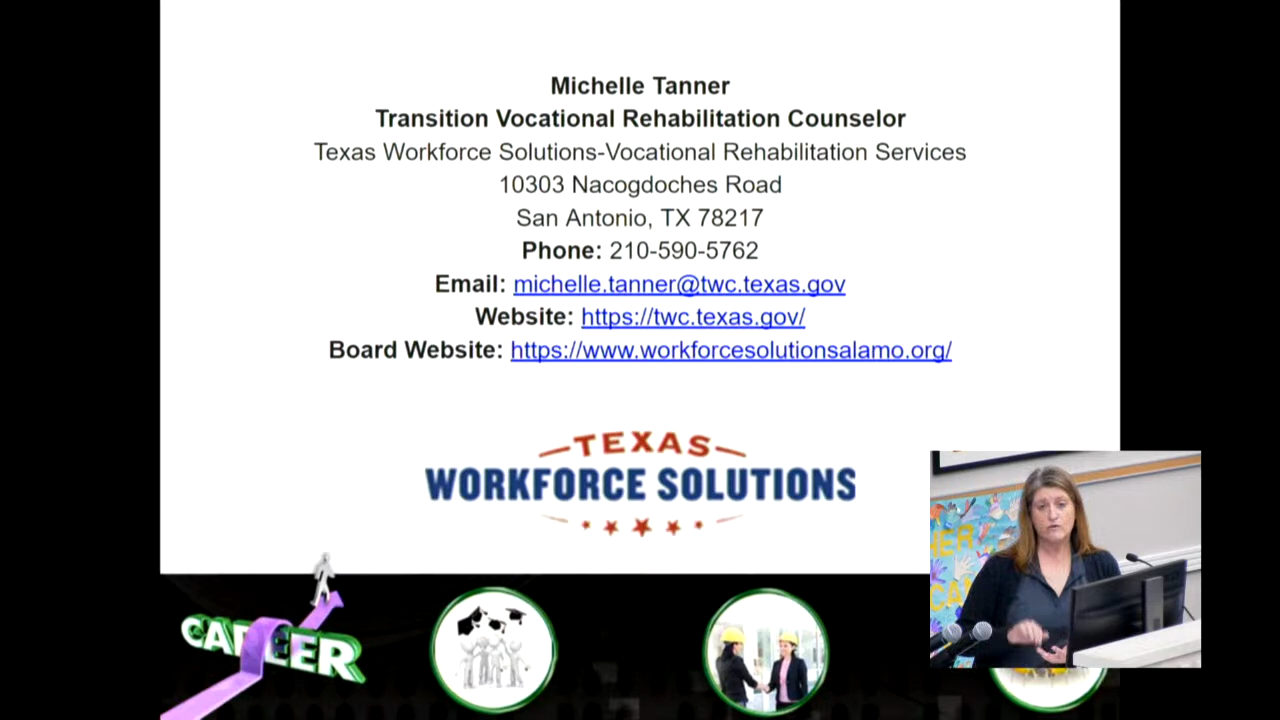 Michelle Tanner
Transition Vocational Rehabilitation Counselor
Texas Workforce Solutions-Vocational Rehabilitation Services
10303 Nacogdoches Road
San Antonio, TX 78217
Phone: 210-590-5762
Email: michelle.tanner@twc.texas.gov
Website: https://twc.texas.gov/
Board Website: https://www.workforcesolutionsalamo.org/
TEXAS
WORKFORCE SOLUTIONS
CAREER